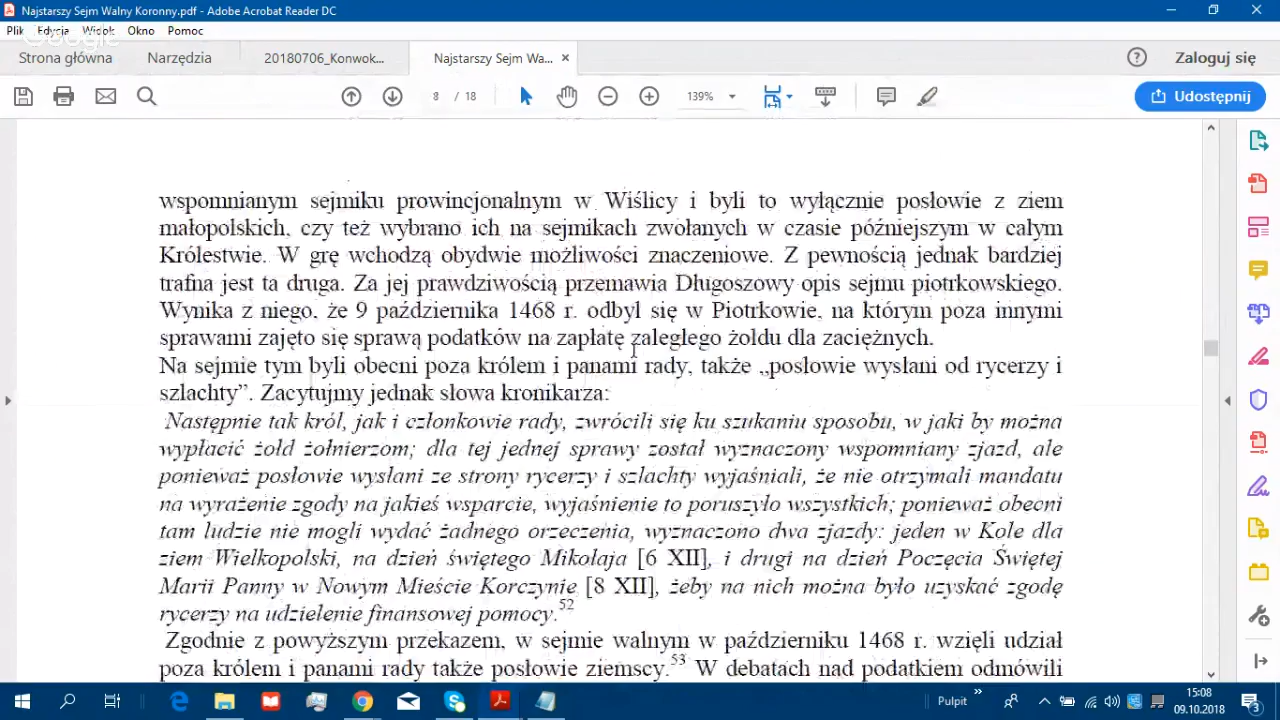 Najstarszy Sejm Walny Koronny.pdf - Adobe Acrobat Reader DC
Plik Edycja Widok Okno Pomoc
Google
Strona główna Narzędzia 20180706_Konwok... Najstarszy Sejm Wa... × Zaloguj się
8 / 18 139% Udostępnij
wspomnianym sejmiku prowincjonalnym w Wiślicy i byli to wyłącznie posłowie z ziem
małopolskich, czy też wybrano ich na sejmikach zwołanych w czasie późniejszym w całym
Królestwie. W grę wchodzą obydwie możliwości znaczeniowe. Z pewnością jednak bardziej
trafna jest ta druga. Za jej prawdziwością przemawia Długoszowy opis sejmu piotrkowskiego.
Wynika z niego, że 9 października 1468 r. odbył się w Piotrkowie, na którym poza innymi
sprawami zajęto się sprawą podatków na zapłatę zaległego żołdu dla zaciężnych.
Na sejmie tym byli obecni poza królem i panami rady, także „posłowie wysłani od rycerzy i
szlachty”. Zacytujmy jednak słowa kronikarza:
Następnie tak król, jak i członkowie rady, zwrócili się ku szukaniu sposobu, w jaki by można
wypłacić żołd żołnierzom; dla tej jednej sprawy został wyznaczony wspomniany zjazd, ale
ponieważ posłowie wysłani ze strony rycerzy i szlachty wyjaśniali, że nie otrzymali mandatu
na wyrażenie zgody na jakieś wsparcie, wyjaśnienie to poruszyło wszystkich; ponieważ obecni
tam ludzie nie mogli wydać żadnego orzeczenia, wyznaczono dwa zjazdy: jeden w Kole dla
ziem Wielkopolski, na dzień świętego Mikołaja [6 XII], i drugi na dzień Poczęcia Świętej
Marii Panny w Nowym Mieście Korczynie [8 XII], żeby na nich można było uzyskać zgodę
rycerzy na udzielenie finansowej pomocy.52
Zgodnie z powyższym przekazem, w sejmie walnym w październiku 1468 r. wzięli udział
poza królem i panami rady także posłowie ziemscy.53 W debatach nad podatkiem odmówili
Pulpit » 15:08
09.10.2018 3